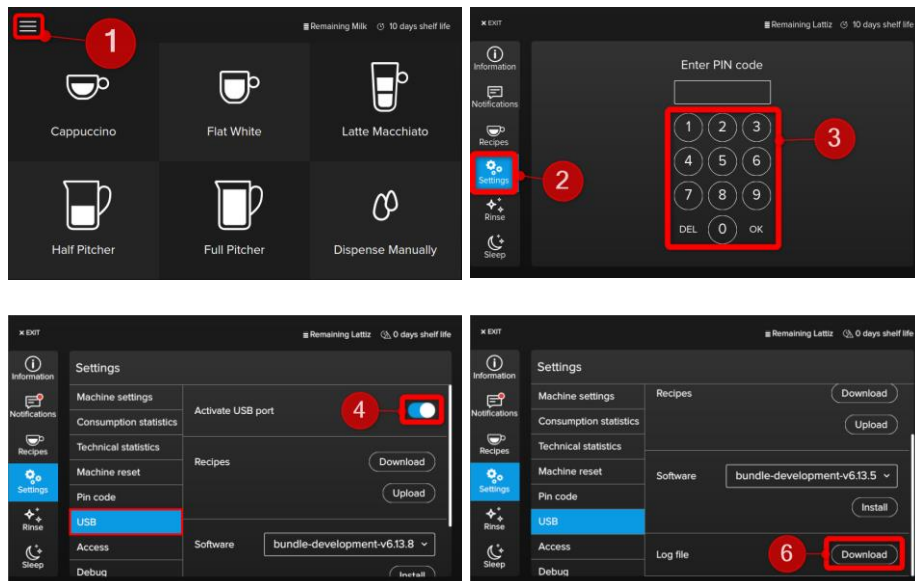 Remaining Milk 10 days shelf life
1
Cappuccino Flat White Latte Macchiato
Half Pitcher Full Pitcher Dispense Manually
× EXIT Remaining Lattiz 10 days shelf life
Information
Notifications
Recipes
Settings
Rinse
Sleep
2
Enter PIN code
1 2 3
4 5 6
7 8 9
DEL 0 OK
3
× EXIT Remaining Lattiz 0 days shelf life
Information
Notifications
Recipes
Settings
Rinse
Sleep
Settings
Machine settings
Consumption statistics
Technical statistics
Machine reset
Pin code
USB
Access
Debug
Activate USB port 4
Recipes Download
Upload
Software bundle-development-v6.13.8
Install
× EXIT Remaining Lattiz 0 days shelf life
Information
Notifications
Recipes
Settings
Rinse
Sleep
Settings
Machine settings
Consumption statistics
Technical statistics
Machine reset
Pin code
USB
Access
Debug
Recipes Download
Upload
Software bundle-development-v6.13.5
Install
Log file 6 Download